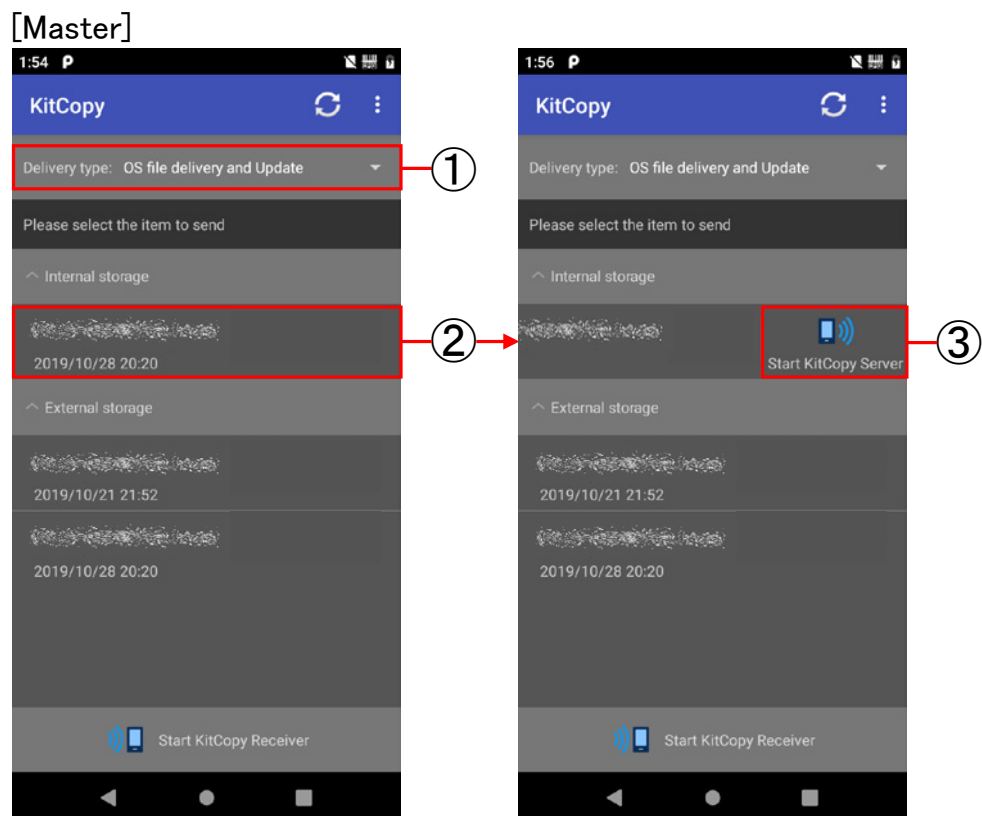 [Master]
1:54
KitCopy
Delivery type: OS file delivery and Update
①
Please select the item to send
Internal storage
②
2019/10/28 20:20
External storage
2019/10/21 21:52
2019/10/28 20:20
Start KitCopy Receiver
1:56
KitCopy
Delivery type: OS file delivery and Update
Please select the item to send
Internal storage
Start KitCopy Server
③
External storage
2019/10/21 21:52
2019/10/28 20:20
Start KitCopy Receiver